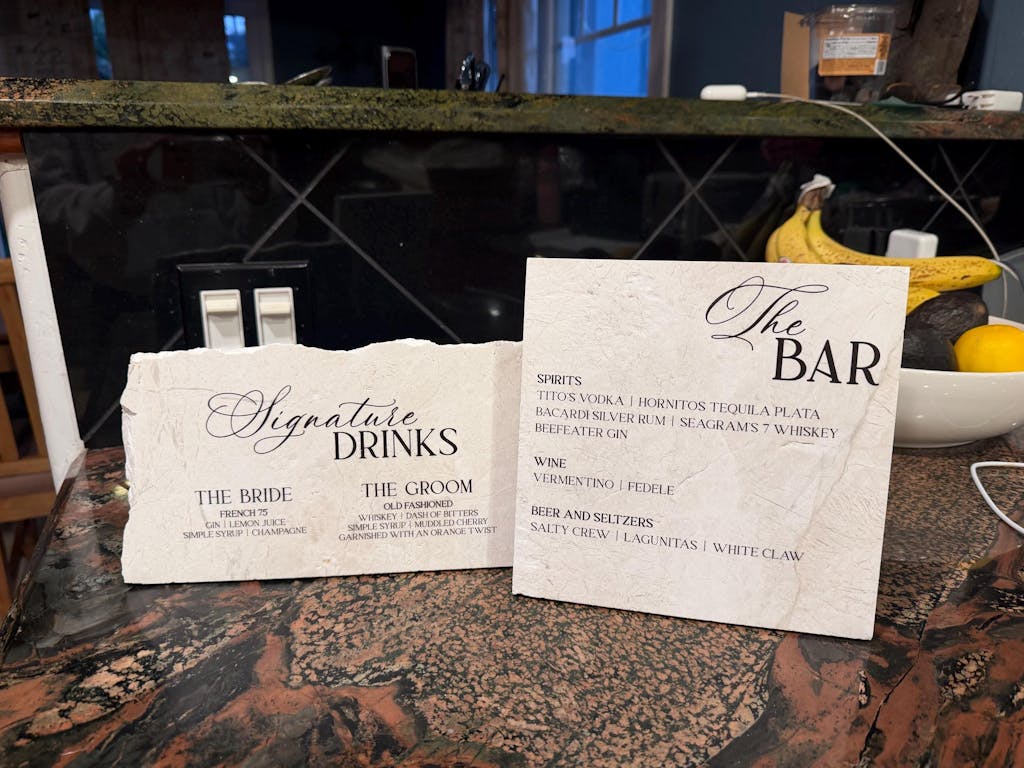 Signature
DRINKS
THE BRIDE
FRENCH 75
GIN | LEMON JUICE
SIMPLE SYRUP | CHAMPAGNE
THE GROOM
OLD FASHIONED
WHISKEY | DASH OF BITTERS
SIMPLE SYRUP | MUDDLED CHERRY
GARNISHED WITH AN ORANGE TWIST
The
BAR
SPIRITS
TITO'S VODKA | HORNITOS TEQUILA PLATA
BACARDI SILVER RUM | SEAGRAM'S 7 WHISKEY
BEEFEATER GIN
WINE
VERMENTINO | FEDELE
BEER AND SELTZERS
SALTY CREW | LAGUNITAS | WHITE CLAW